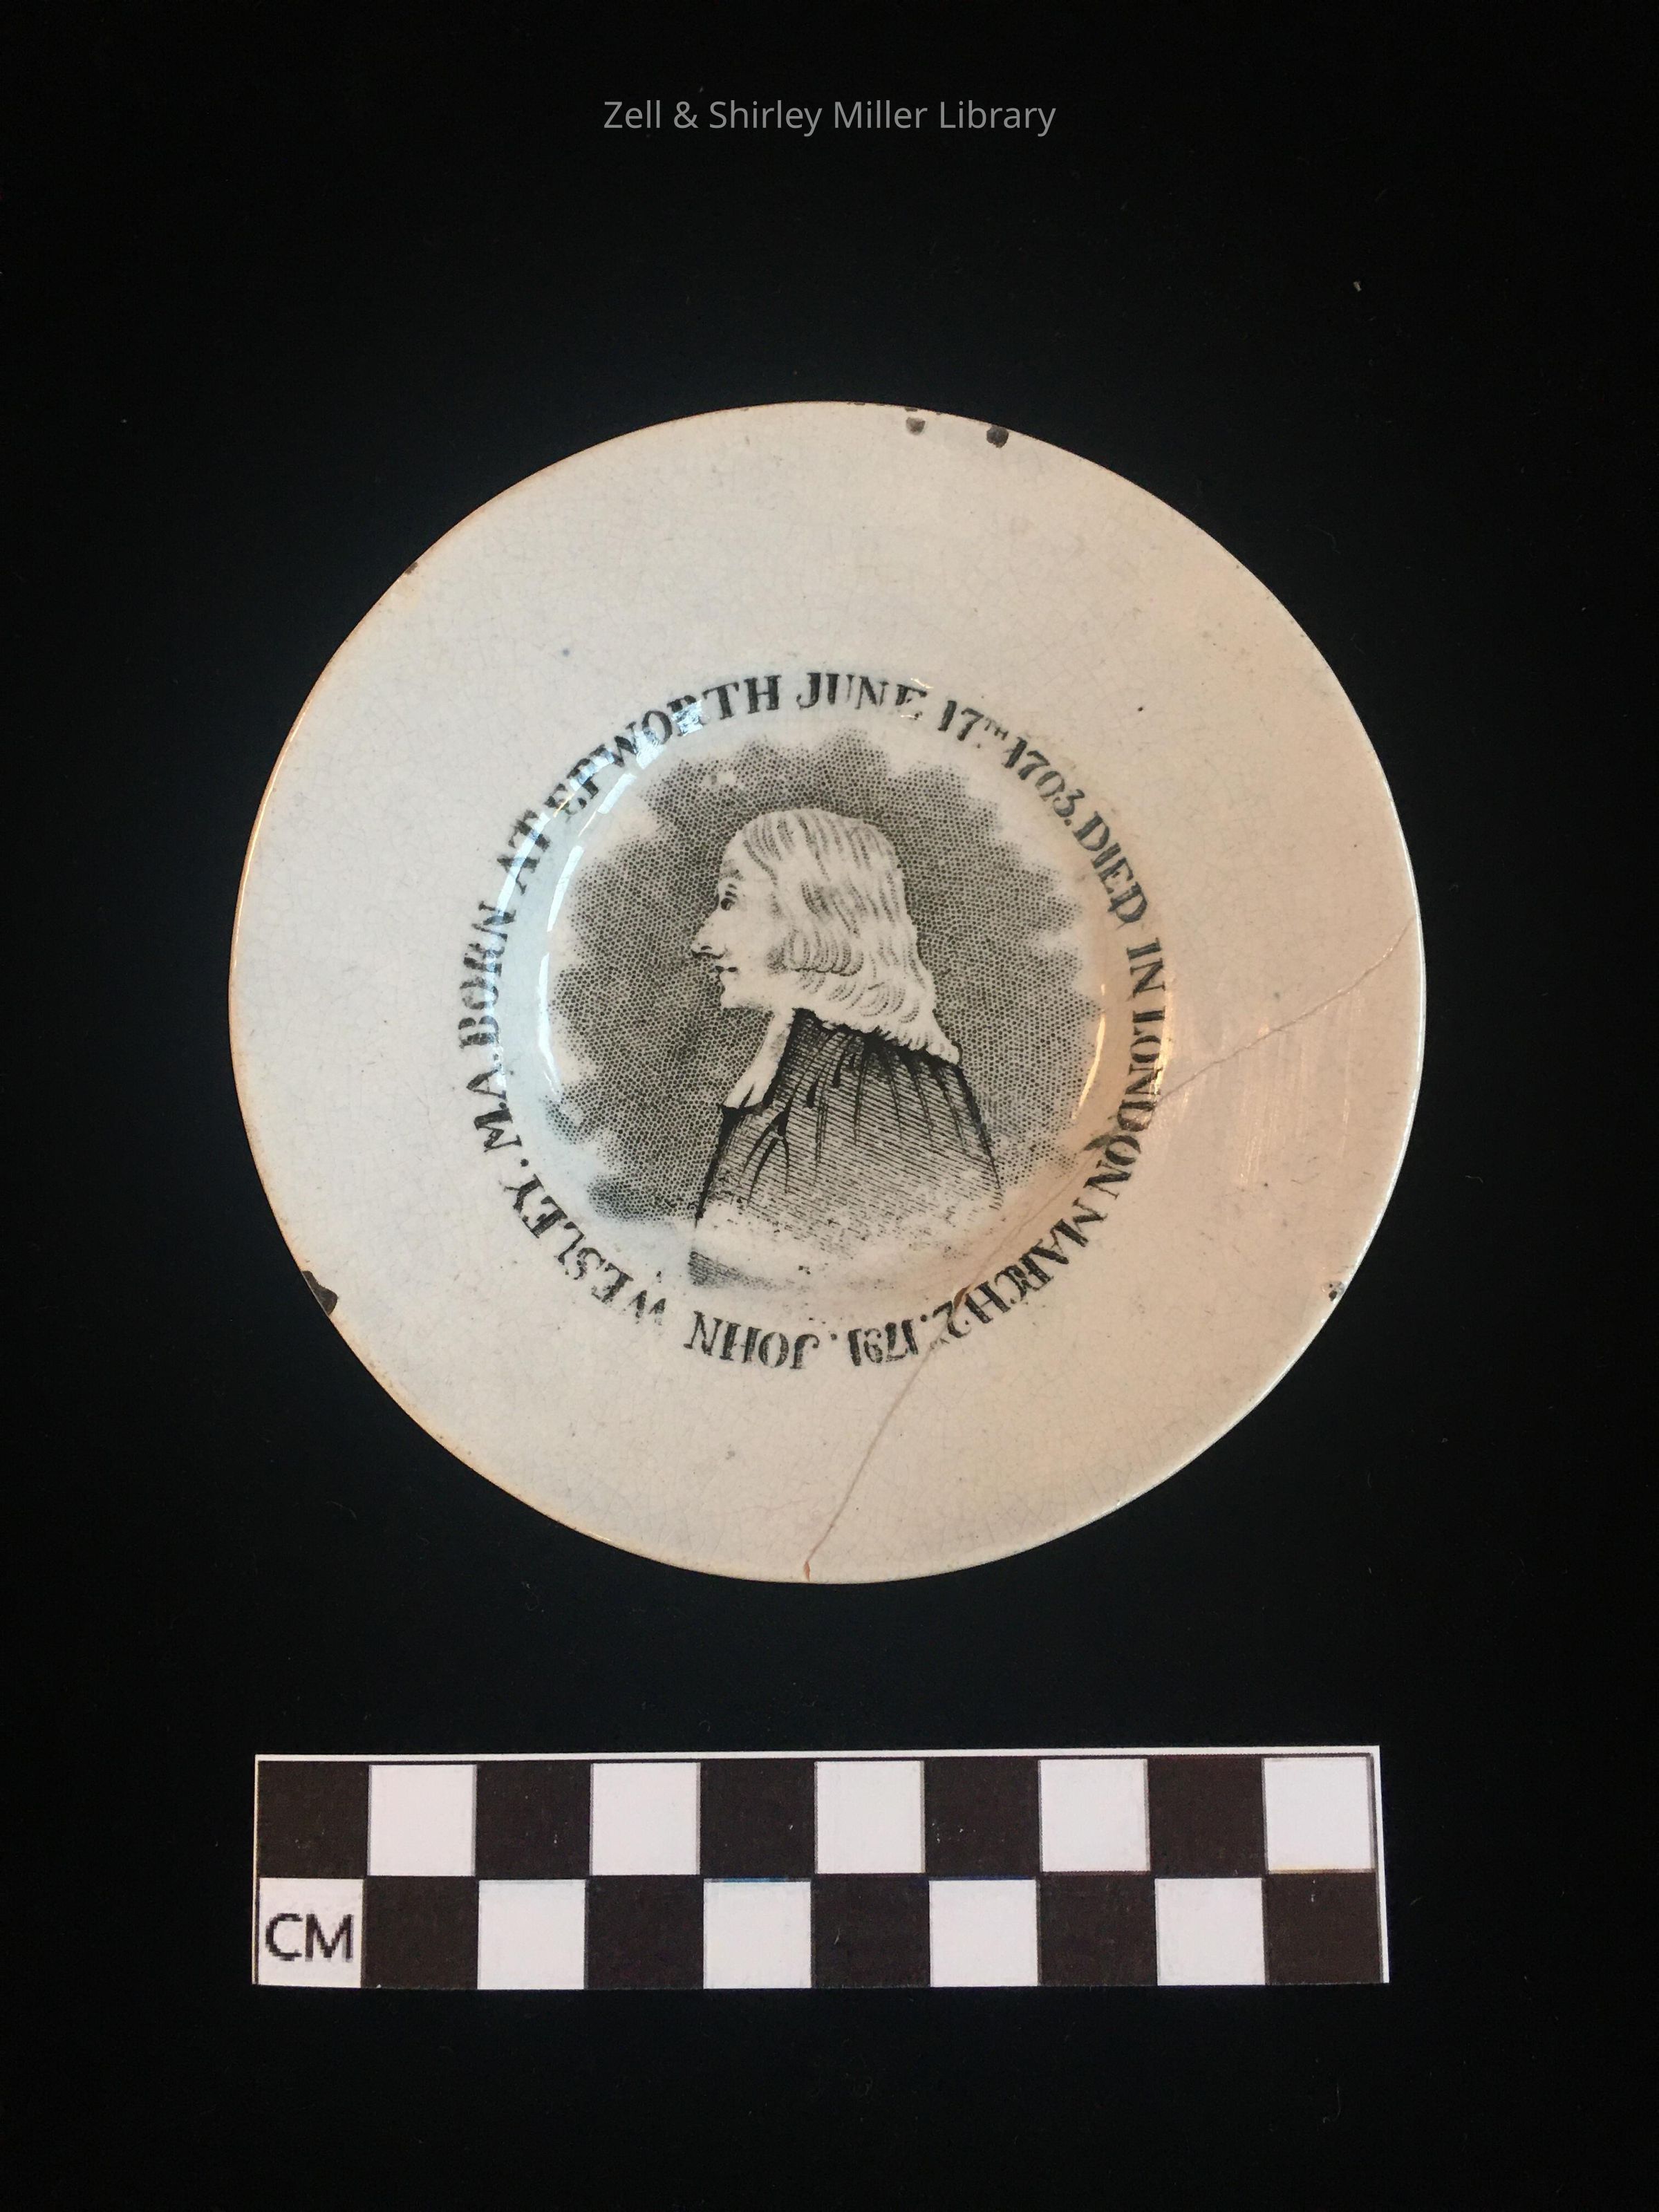 Zell & Shirley Miller Library
JOHN WESLEY. M.A. BORN AT EPWORTH JUNE 17TH 1703. DIED IN LONDON MARCH 2. 1791.
CM